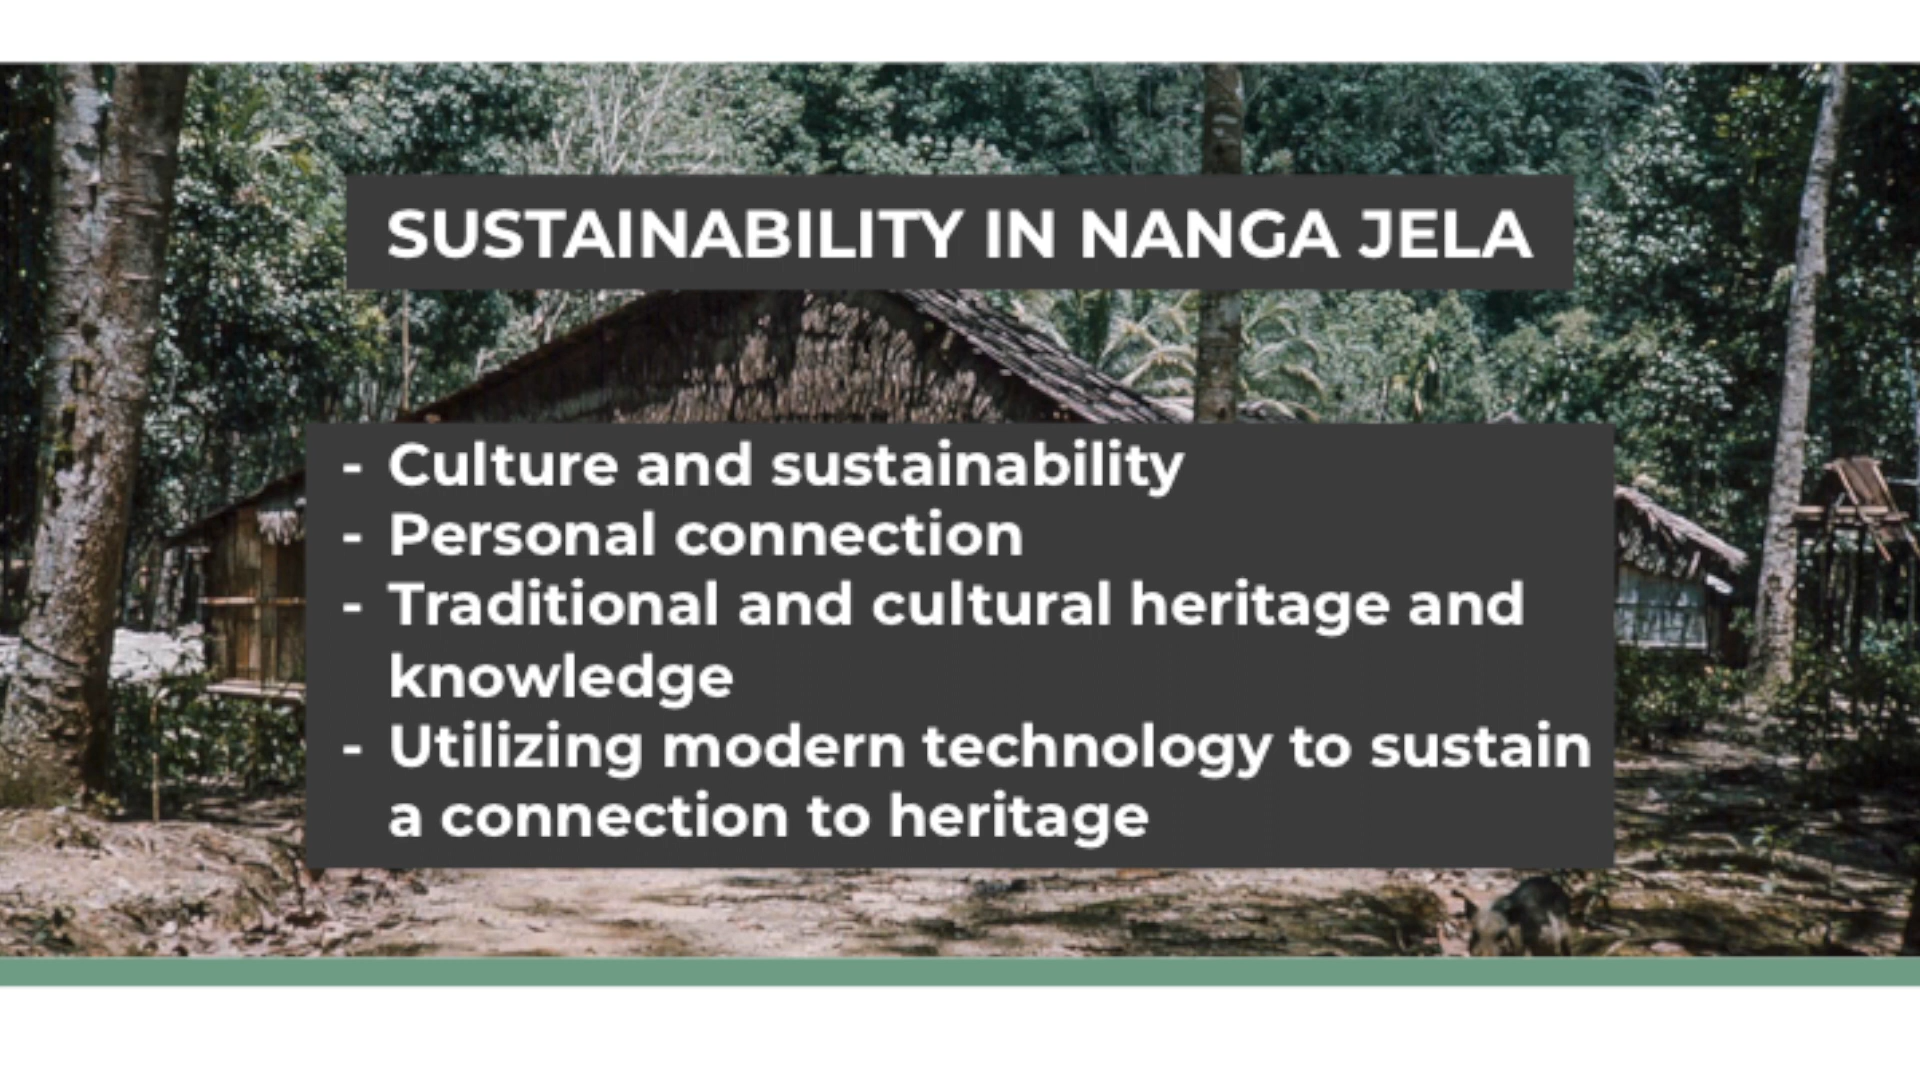 SUSTAINABILITY IN NANGA JELA
- Culture and sustainability
- Personal connection
- Traditional and cultural heritage and
knowledge
- Utilizing modern technology to sustain
a connection to heritage